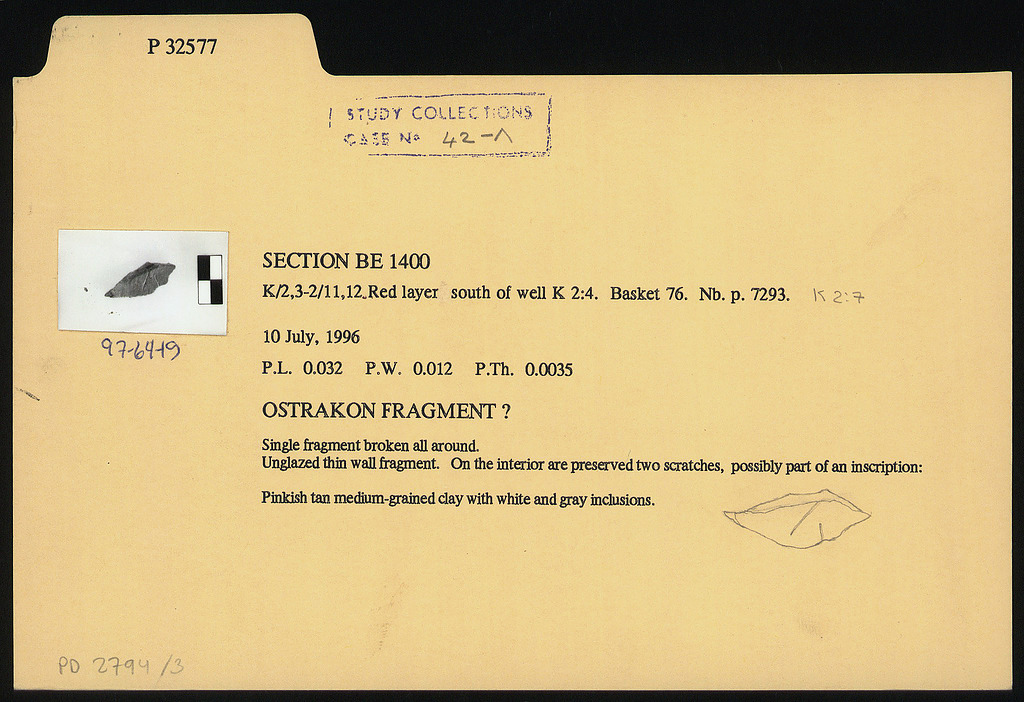 P 32577
STUDY COLLECTIONS
CASE No 42-Λ
SECTION BE 1400
K/2,3-2/11,12. Red layer south of well K 2:4. Basket 76. Nb. p. 7293. K 2:7
97-64-19
10 July, 1996
P.L. 0.032 P.W. 0.012 P.Th. 0.0035
OSTRAKON FRAGMENT ?
Single fragment broken all around.
Unglazed thin wall fragment. On the interior are preserved two scratches, possibly part of an inscription:
Pinkish tan medium-grained clay with white and gray inclusions.
PD 2794/3